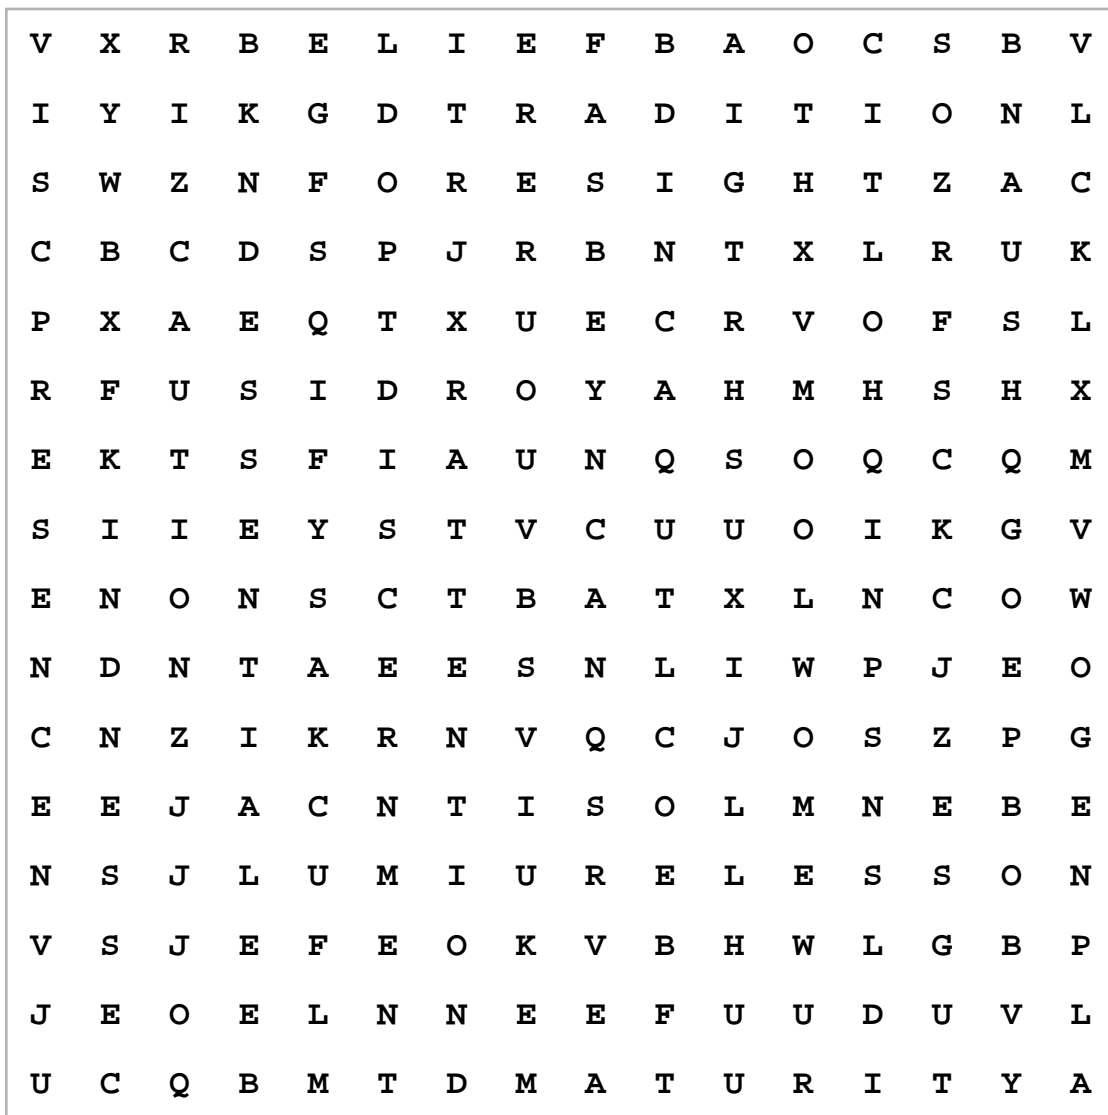 V X R B E L I E F B A O C S B V
I Y I K G D T R A D I T I O N L
S W Z N F O R E S I G H T Z A C
C B C D S P J R B N T X L R U K
P X A E Q T X U E C R V O F S L
R F U S I D R O Y A H M H S H X
E K T S F I A U N Q S O Q C Q M
S I I E Y S T V C U U O I K G V
E N O N S C T B A T X L N C O W
N D N T A E E S N L I W P J E O
C N Z I K R N V Q C J O S Z P G
E E J A C N T I S O L M N E B E
N S J L U M I U R E L E S S O N
V S J E F E O K V B H W L G B P
J E O E L N N E E F U U D U V L
U C Q B M T D M A T U R I T Y A